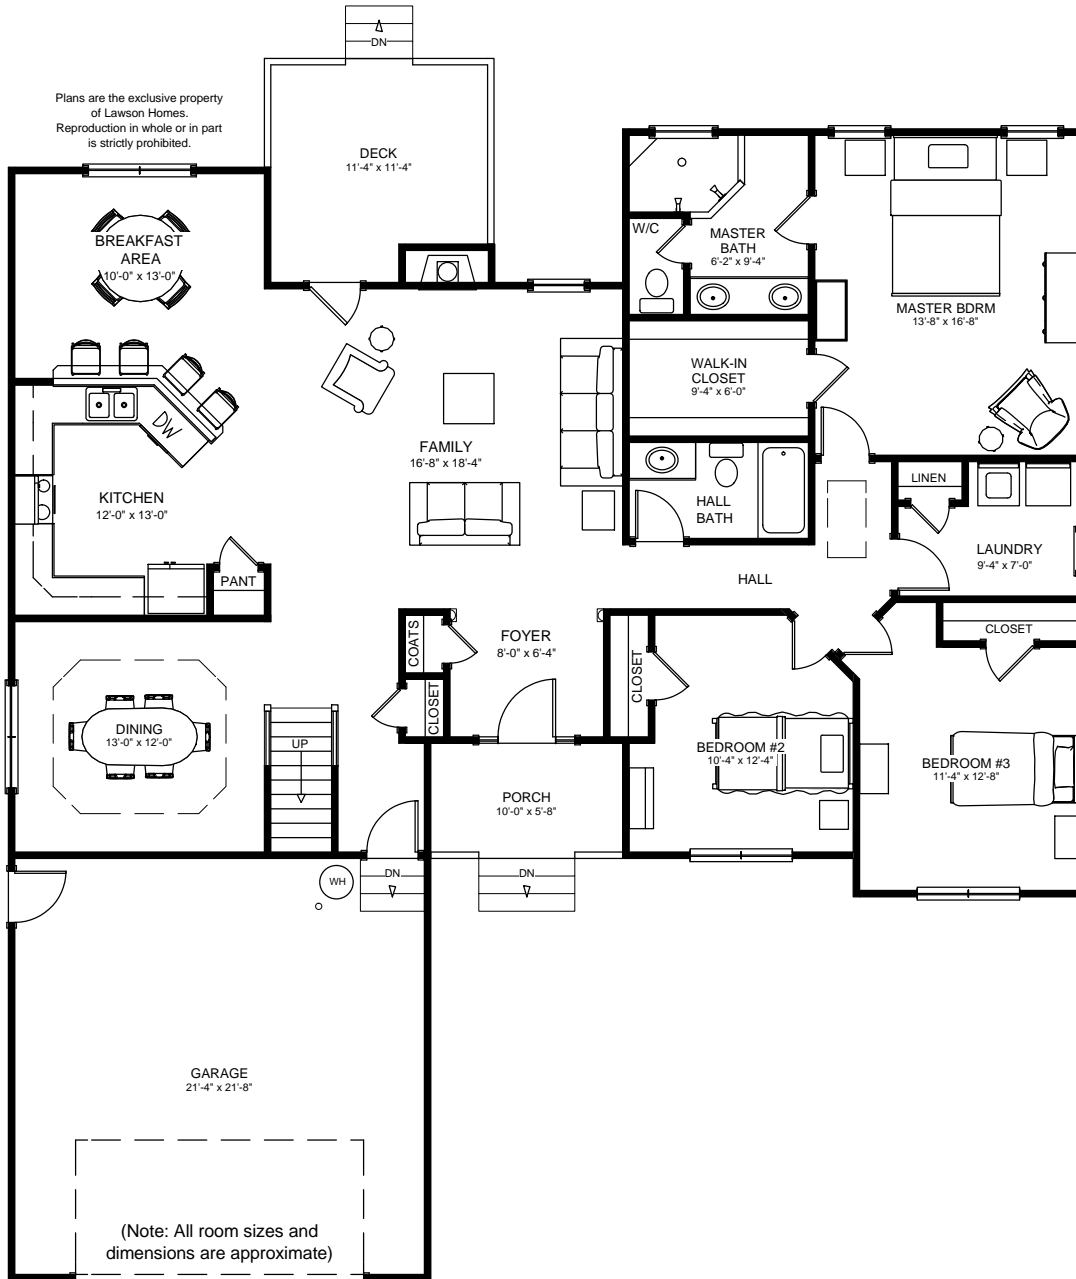 DN
Plans are the exclusive property
of Lawson Homes.
Reproduction in whole or in part
is strictly prohibited.
DECK
11'-4" x 11'-4"
BREAKFAST
AREA
10'-0" x 13'-0"
W/C
MASTER
BATH
6'-2" x 9'-4"
MASTER BDRM
13'-8" x 16'-8"
WALK-IN
CLOSET
9'-4" x 6'-0"
DW
FAMILY
16'-8" x 18'-4"
KITCHEN
12'-0" x 13'-0"
HALL
BATH
LINEN
LAUNDRY
9'-4" x 7'-0"
PANT
HALL
COATS
FOYER
8'-0" x 6'-4"
CLOSET
CLOSET
CLOSET
DINING
13'-0" x 12'-0"
UP
BEDROOM #2
10'-4" x 12'-4"
BEDROOM #3
11'-4" x 12'-8"
PORCH
10'-0" x 5'-8"
WH
DN
DN
GARAGE
21'-4" x 21'-8"
(Note: All room sizes and
dimensions are approximate)